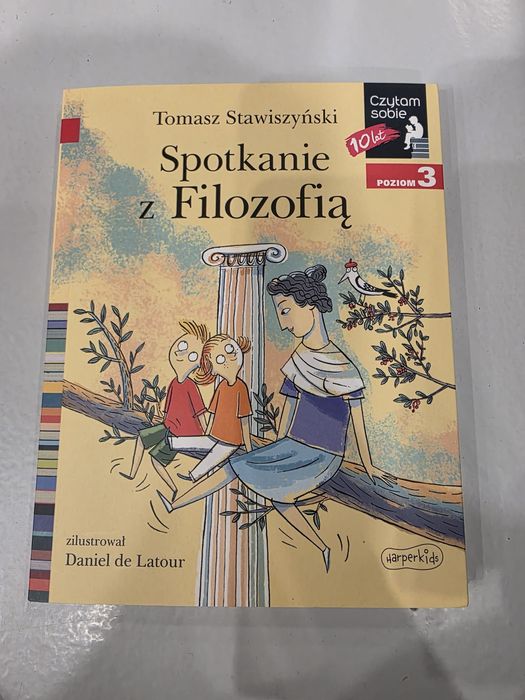 Tomasz Stawiszyński
Czytam
sobie
10 lat
POZIOM 3
Spotkanie
z Filozofią
zilustrował
Daniel de Latour
HarperKids